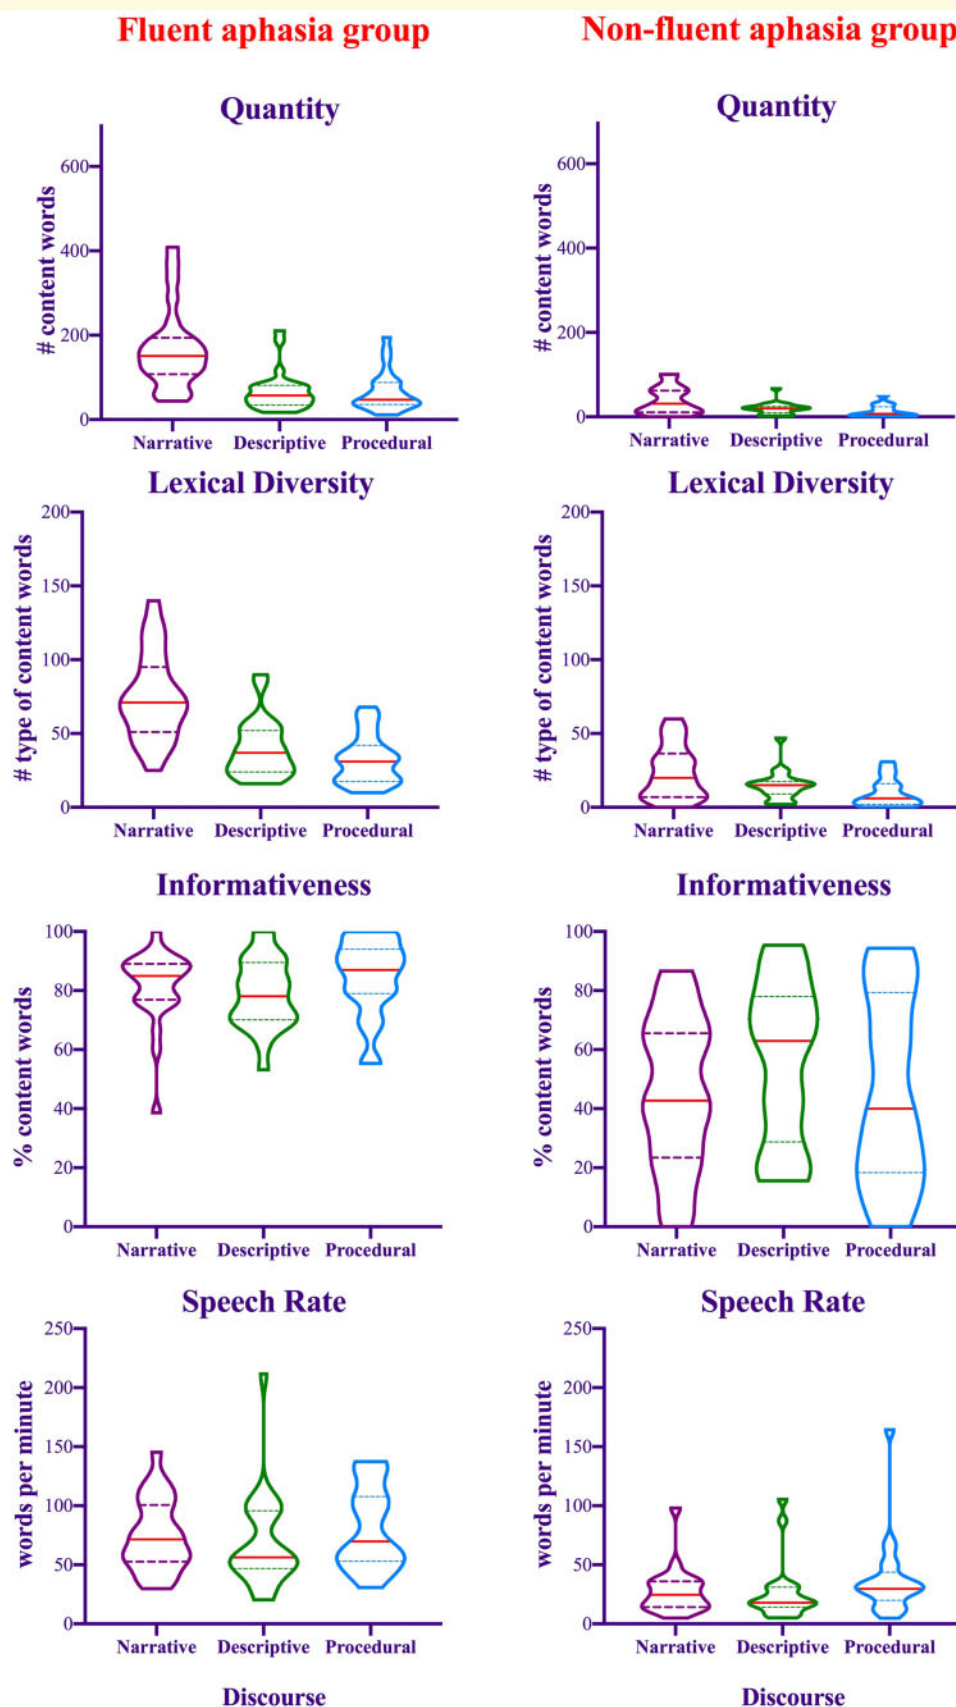 Fluent aphasia group
Non-fluent aphasia group
Quantity
# content words
600
400
200
0
Narrative Descriptive Procedural
Quantity
# content words
600
400
200
0
Narrative Descriptive Procedural
Lexical Diversity
# type of content words
200
150
100
50
0
Narrative Descriptive Procedural
Lexical Diversity
# type of content words
200
150
100
50
0
Narrative Descriptive Procedural
Informativeness
% content words
100
80
60
40
20
0
Narrative Descriptive Procedural
Informativeness
% content words
100
80
60
40
20
0
Narrative Descriptive Procedural
Speech Rate
words per minute
250
200
150
100
50
0
Narrative Descriptive Procedural
Discourse
Speech Rate
words per minute
250
200
150
100
50
0
Narrative Descriptive Procedural
Discourse